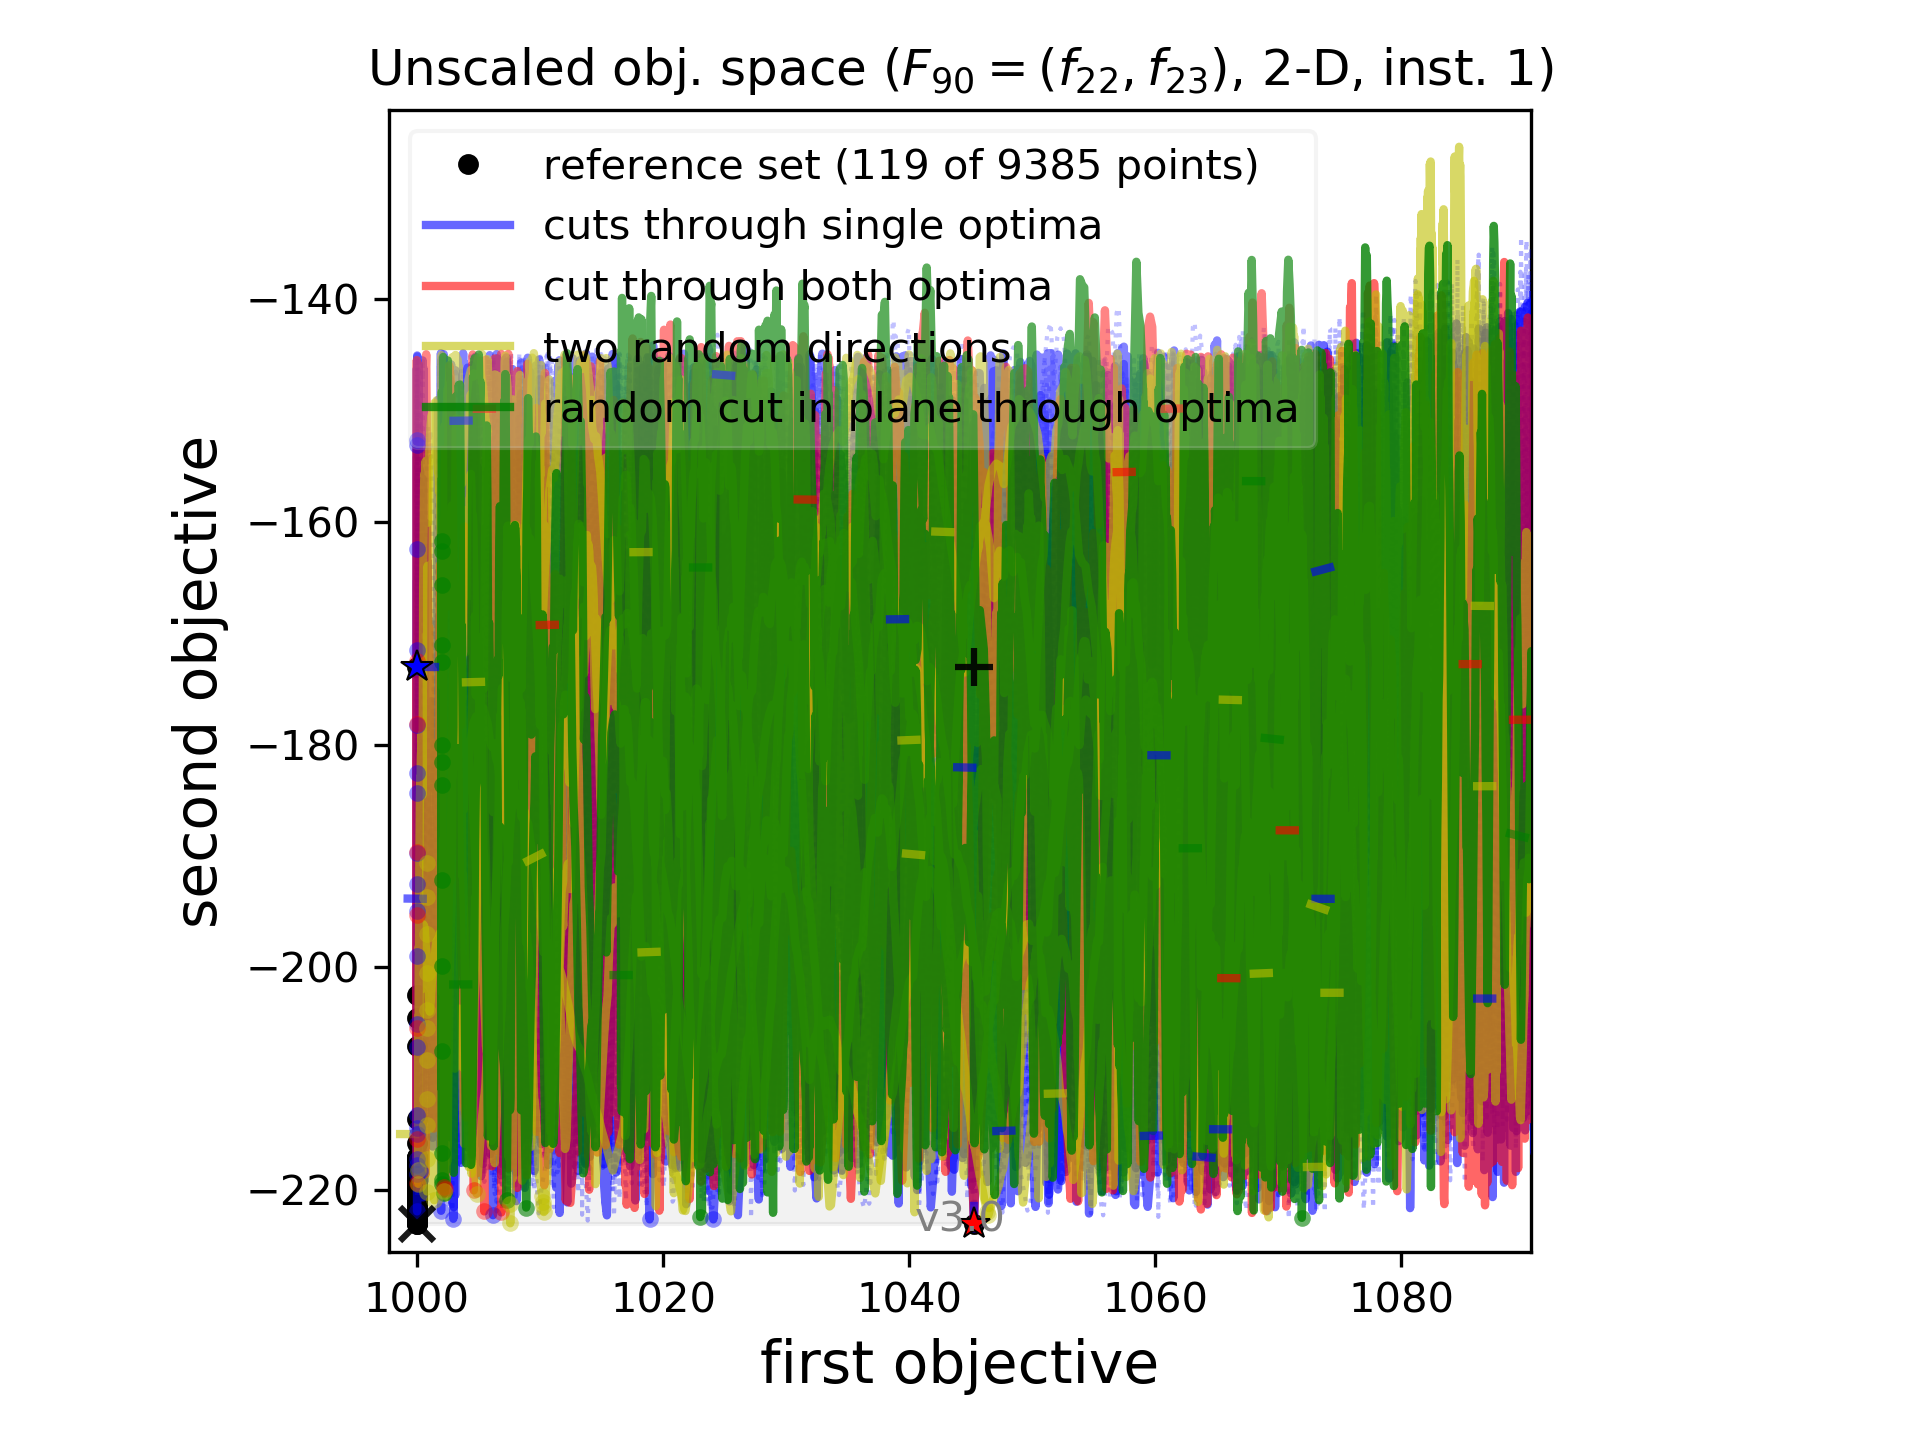 Unscaled obj. space (F90 = (f22, f23), 2-D, inst. 1)
reference set (119 of 9385 points)
cuts through single optima
cut through both optima
two random directions
random cut in plane through optima
−140
−160
−180
−200
−220
second objective
v3.0
1000 1020 1040 1060 1080
first objective